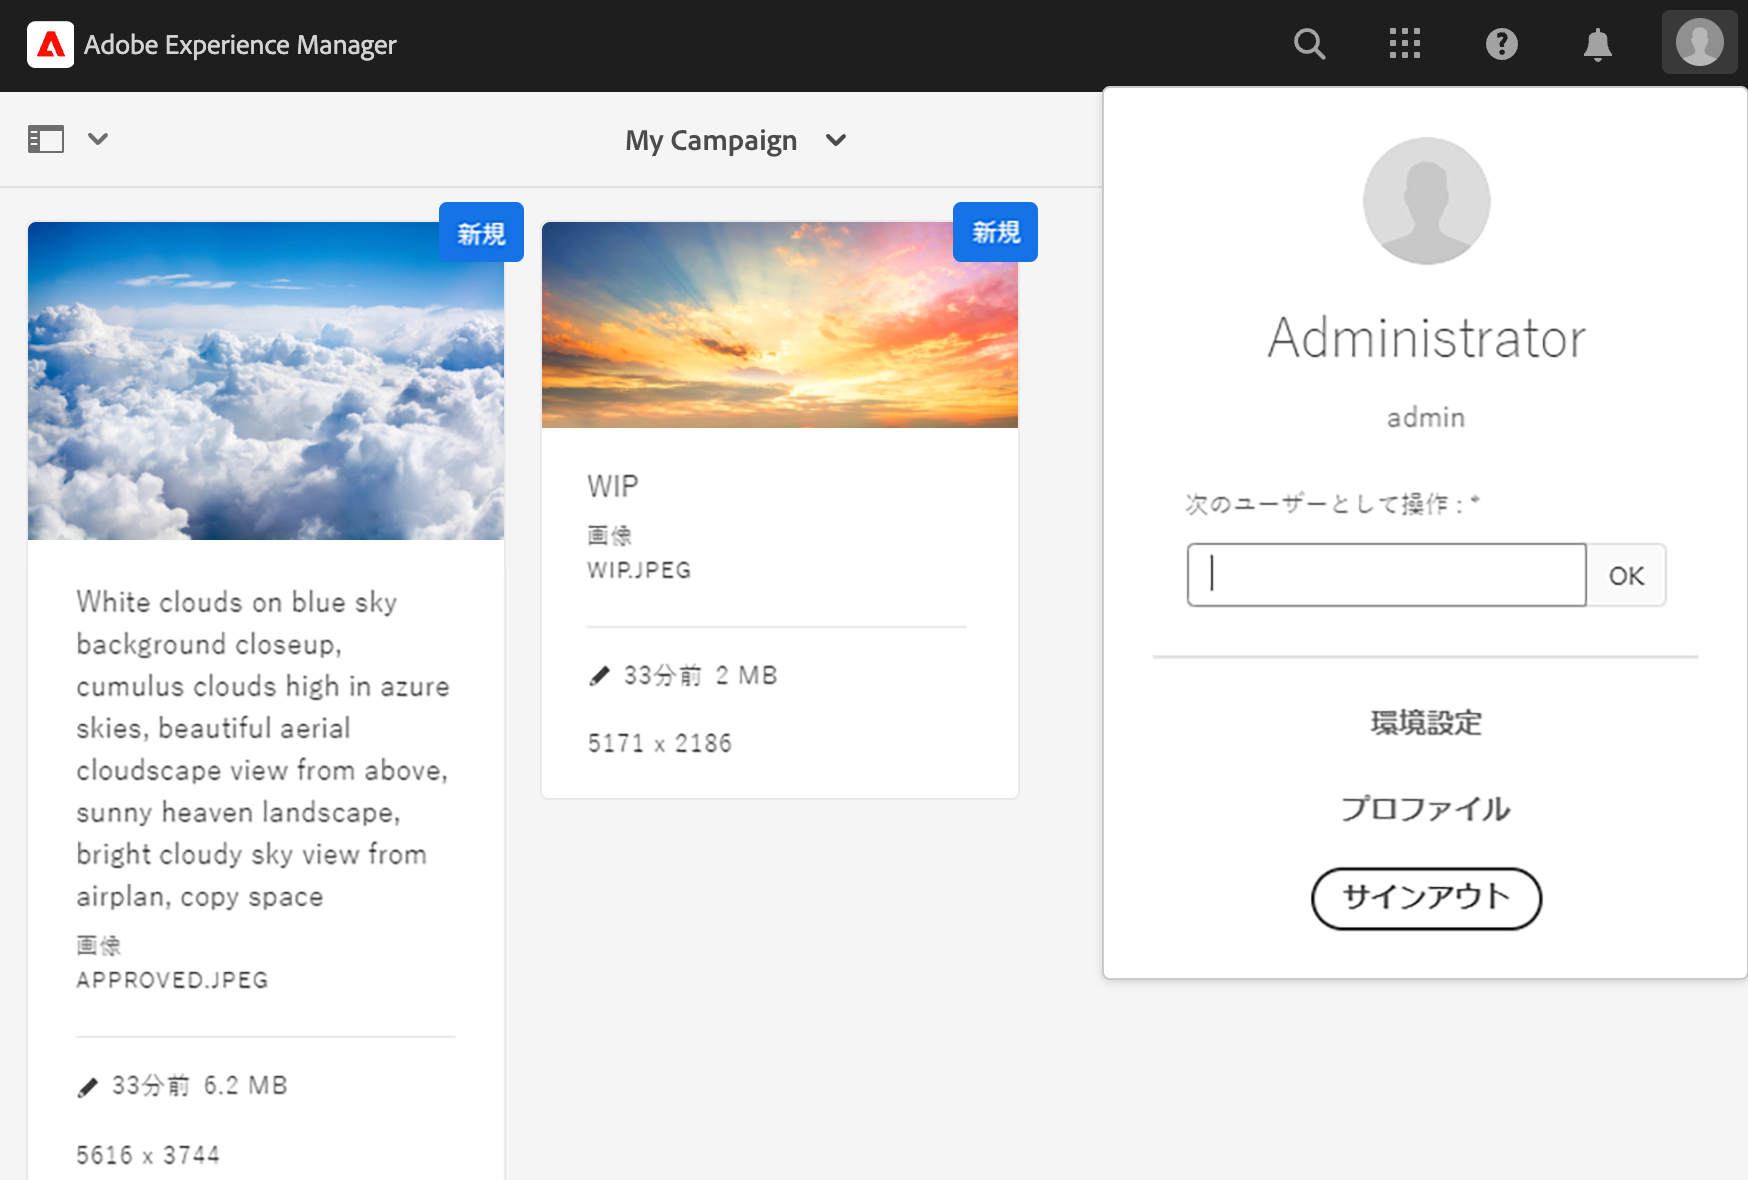 Adobe Experience Manager
My Campaign
新規
White clouds on blue sky
background closeup,
cumulus clouds high in azure
skies, beautiful aerial
cloudscape view from above,
sunny heaven landscape,
bright cloudy sky view from
airplan, copy space
画像
APPROVED.JPEG
33分前 6.2 MB
5616 x 3744
新規
WIP
画像
WIP.JPEG
33分前 2 MB
5171 x 2186
Administrator
admin
次のユーザーとして操作 : *
OK
環境設定
プロファイル
サインアウト